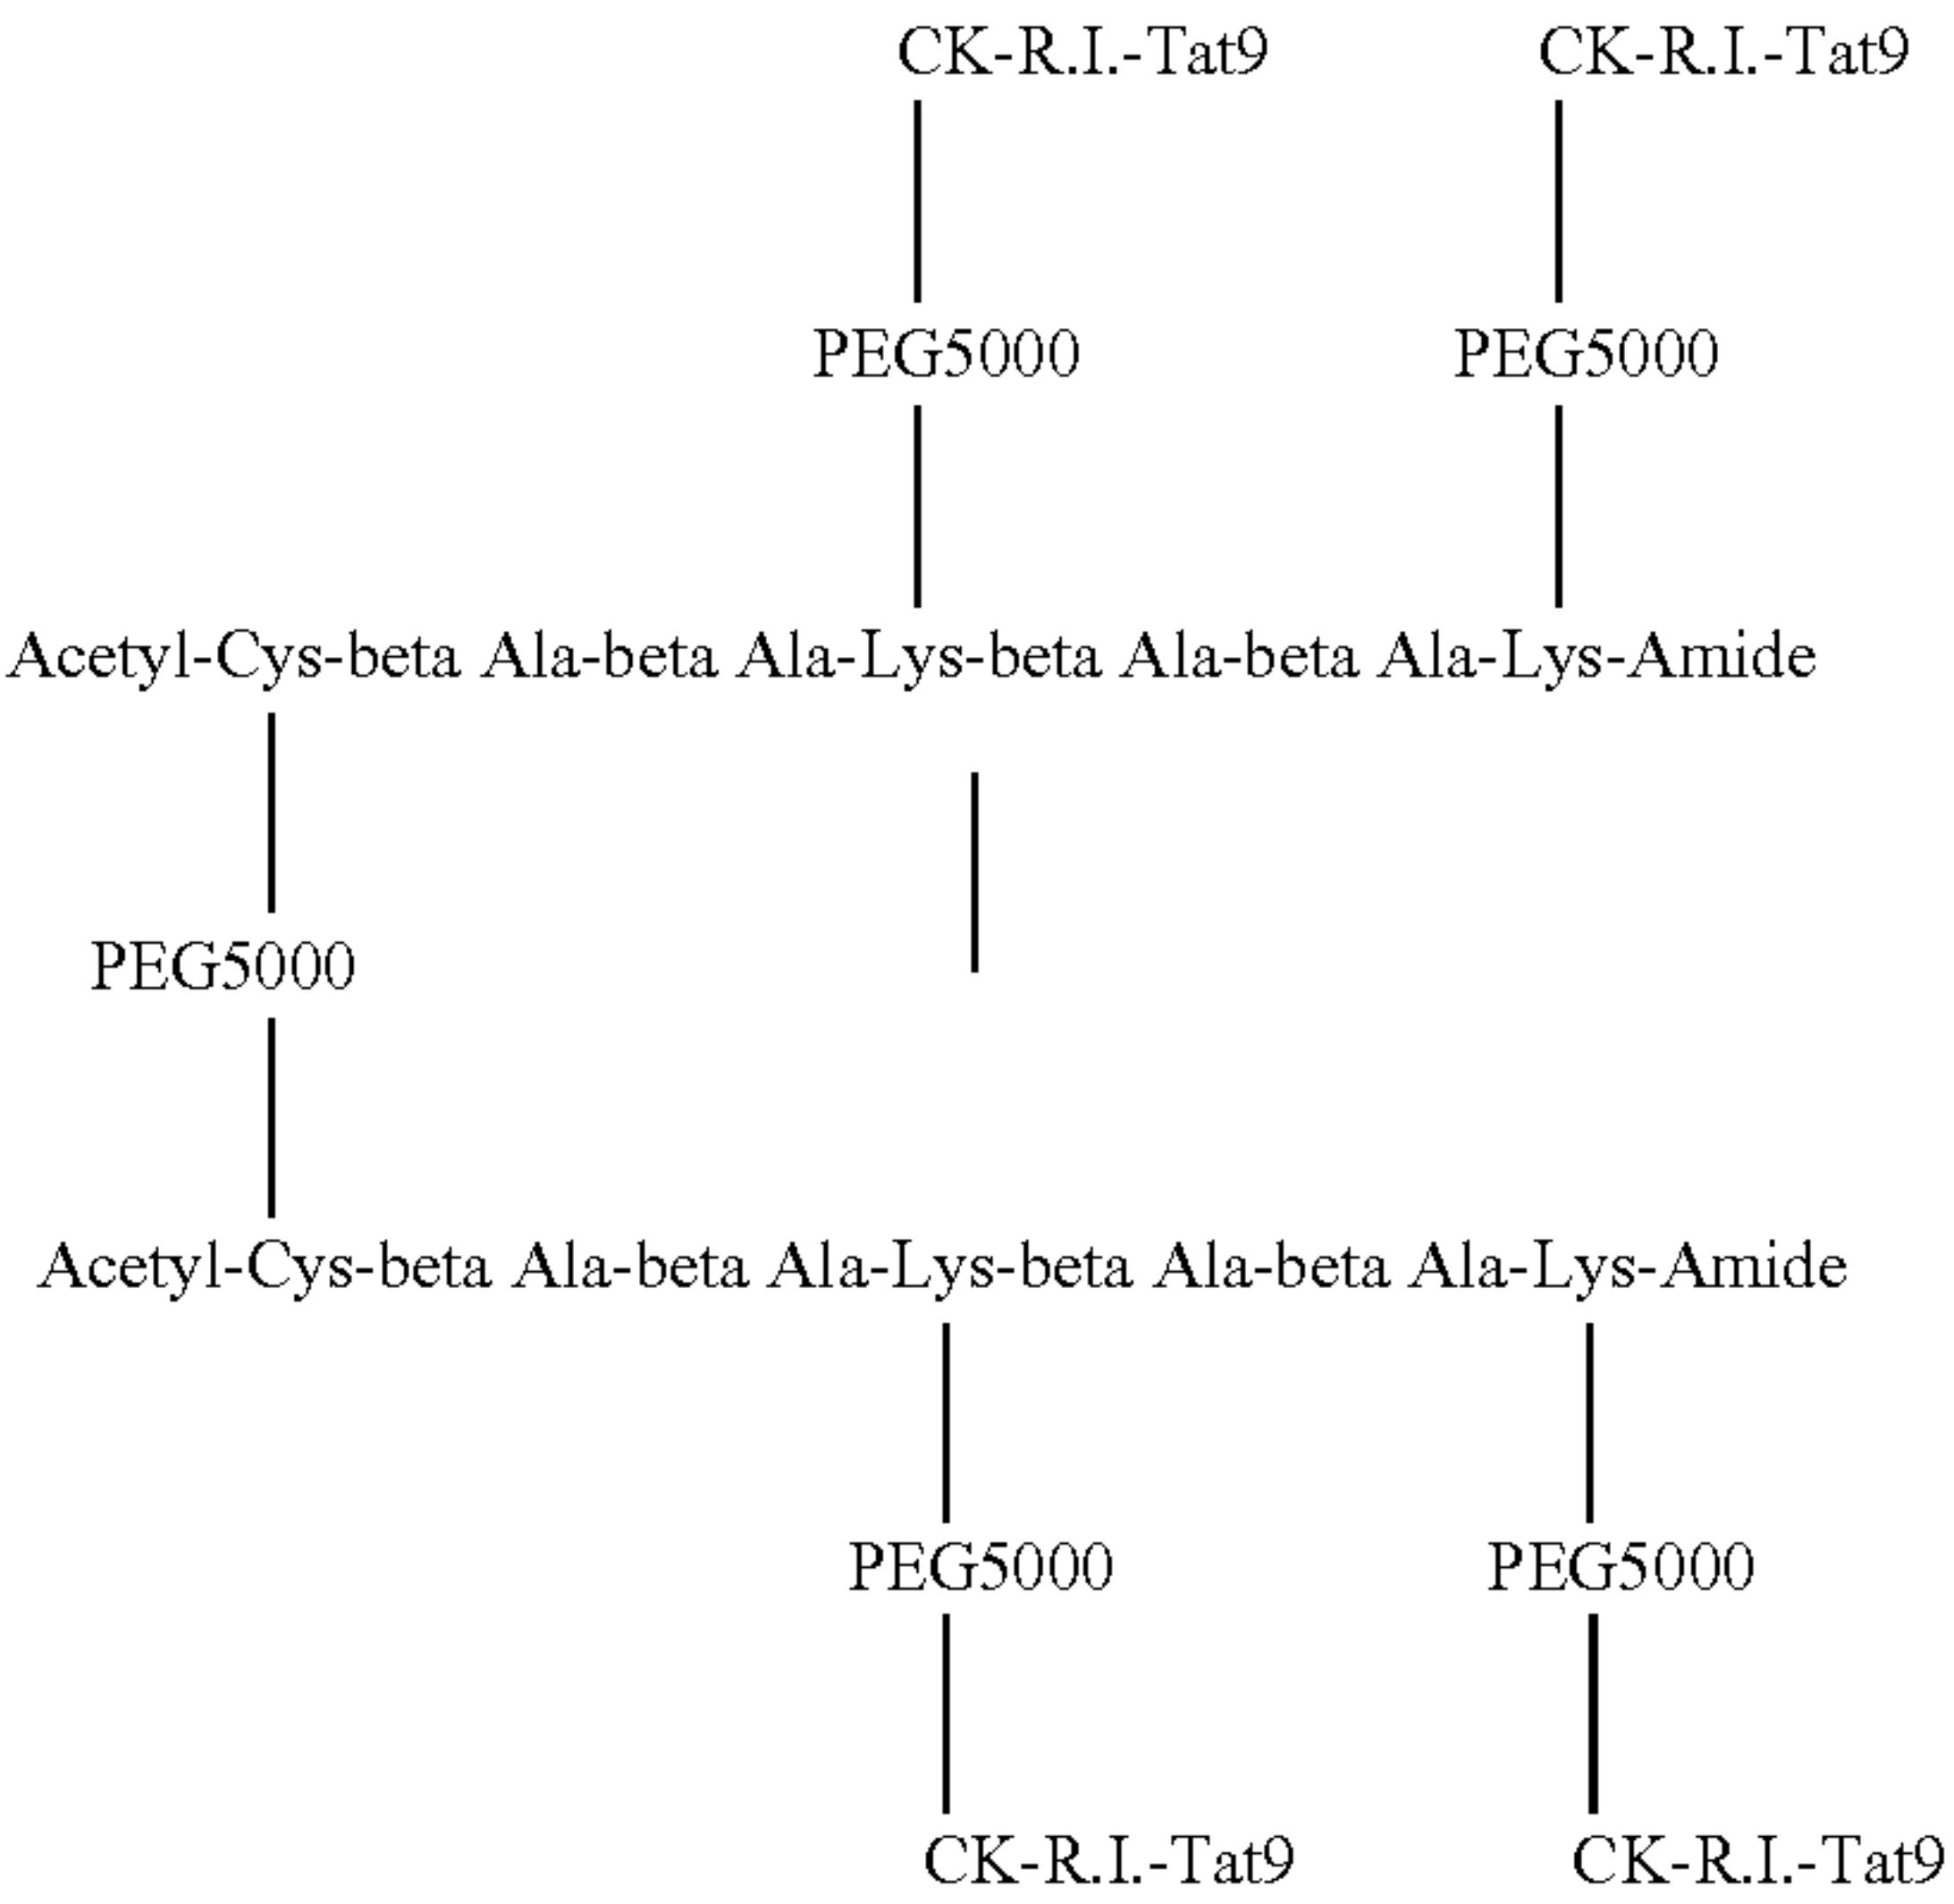 CK-R.I.-Tat9 CK-R.I.-Tat9
PEG5000 PEG5000
Acetyl-Cys-beta Ala-beta Ala-Lys-beta Ala-beta Ala-Lys-Amide
PEG5000
Acetyl-Cys-beta Ala-beta Ala-Lys-beta Ala-beta Ala-Lys-Amide
PEG5000 PEG5000
CK-R.I.-Tat9 CK-R.I.-Tat9